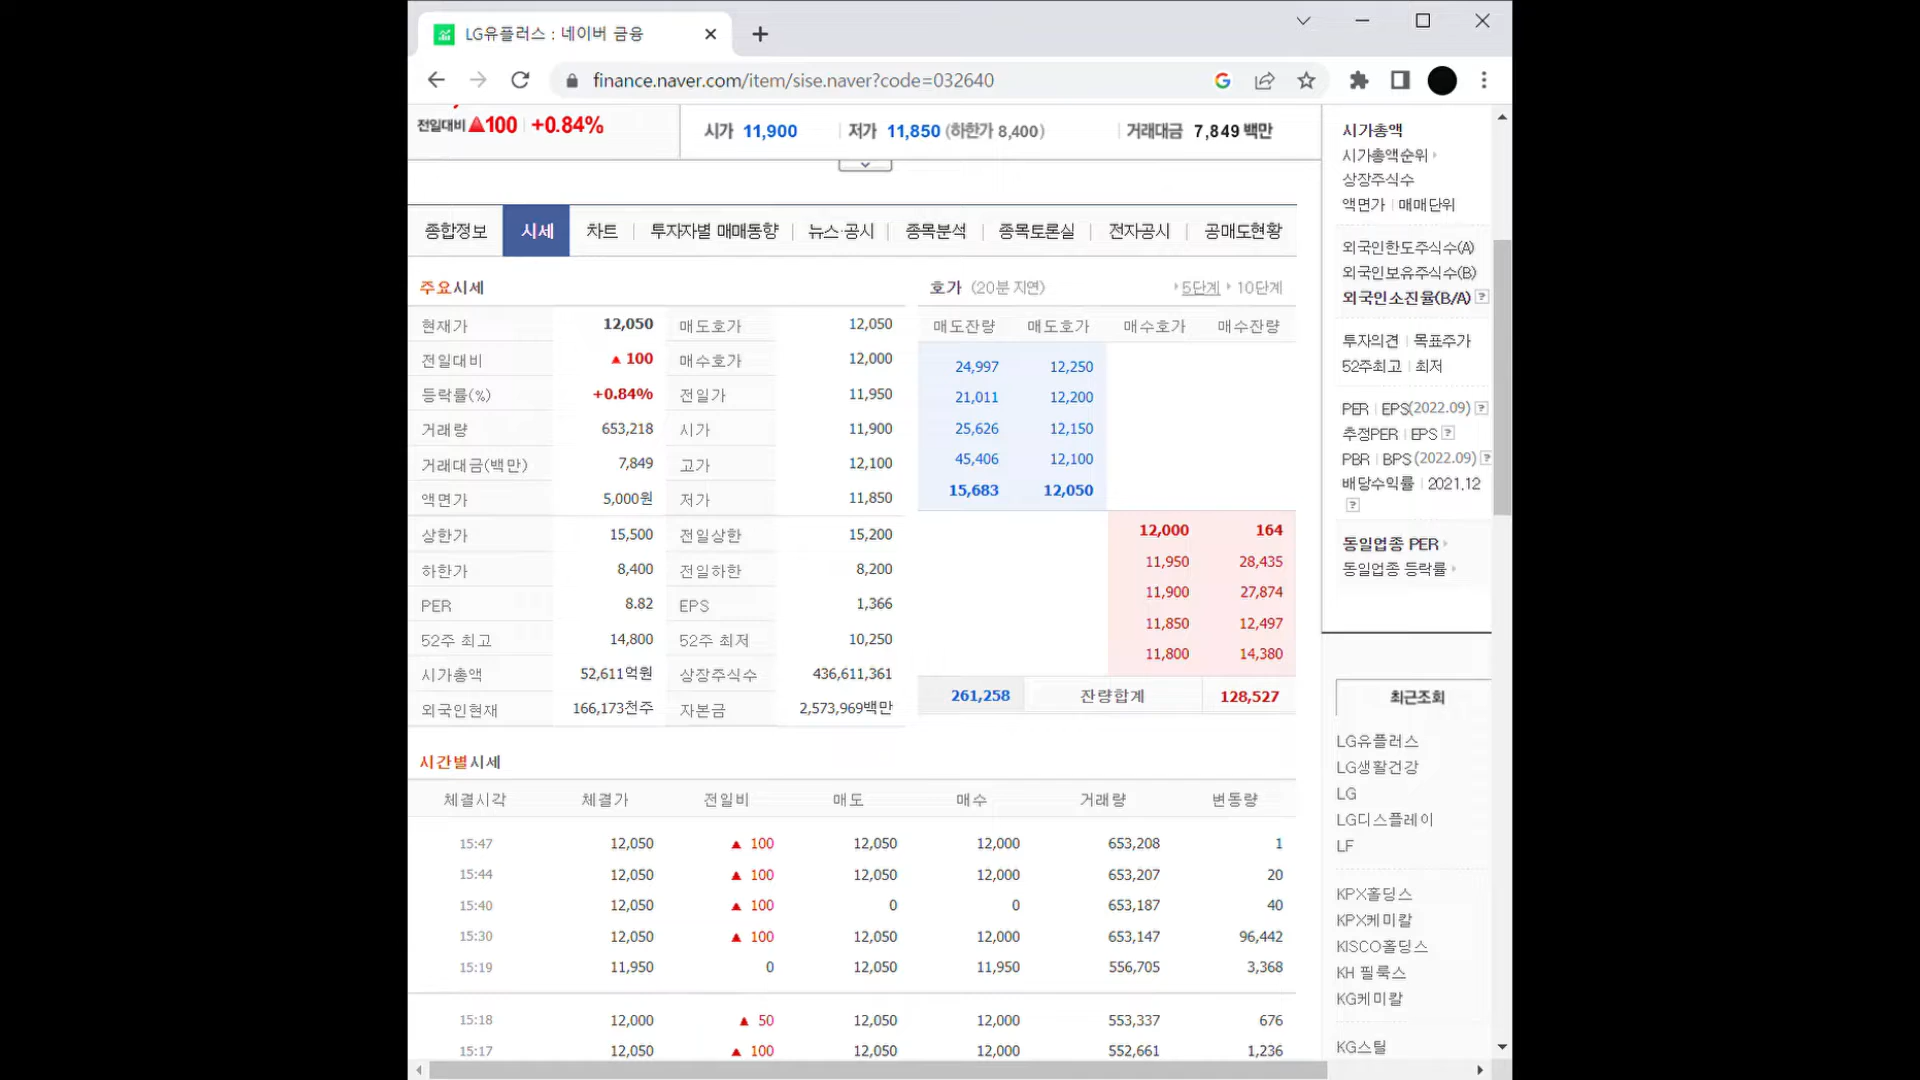 LG유플러스 : 네이버 금융
finance.naver.com/item/sise.naver?code=032640
전일대비 ▲100 +0.84%
시가 11,900 저가 11,850 (하한가 8,400) 거래대금 7,849 백만
종합정보 시세 차트 투자자별 매매동향 뉴스·공시 종목분석 종목토론실 전자공시 공매도현황
주요시세
현재가 12,050 매도호가 12,050
전일대비 ▲ 100 매수호가 12,000
등락률(%) +0.84% 전일가 11,950
거래량 653,218 시가 11,900
거래대금(백만) 7,849 고가 12,100
액면가 5,000원 저가 11,850
상한가 15,500 전일상한 15,200
하한가 8,400 전일하한 8,200
PER 8.82 EPS 1,366
52주 최고 14,800 52주 최저 10,250
시가총액 52,611억원 상장주식수 436,611,361
외국인현재 166,173천주 자본금 2,573,969백만
호가 (20분 지연) 5단계 10단계
매도잔량 매도호가 매수호가 매수잔량
24,997 12,250
21,011 12,200
25,626 12,150
45,406 12,100
15,683 12,050
12,000 164
11,950 28,435
11,900 27,874
11,850 12,497
11,800 14,380
261,258 잔량합계 128,527
시간별시세
체결시각 체결가 전일비 매도 매수 거래량 변동량
15:47 12,050 ▲ 100 12,050 12,000 653,208 1
15:44 12,050 ▲ 100 12,050 12,000 653,207 20
15:40 12,050 ▲ 100 0 0 653,187 40
15:30 12,050 ▲ 100 12,050 12,000 653,147 96,442
15:19 11,950 0 12,050 11,950 556,705 3,368
15:18 12,000 ▲ 50 12,050 12,000 553,337 676
15:17 12,050 ▲ 100 12,050 12,000 552,661 1,236
시가총액
시가총액순위
상장주식수
액면가 | 매매단위
외국인한도주식수(A)
외국인보유주식수(B)
외국인소진율(B/A) ?
투자의견 | 목표주가
52주최고 | 최저
PER | EPS(2022.09) ?
추정PER | EPS ?
PBR | BPS (2022.09) ?
배당수익률 | 2021.12
?
동일업종 PER
동일업종 등락률
최근조회
LG유플러스
LG생활건강
LG
LG디스플레이
LF
KPX홀딩스
KPX케미칼
KISCO홀딩스
KH 필룩스
KG케미칼
KG스틸